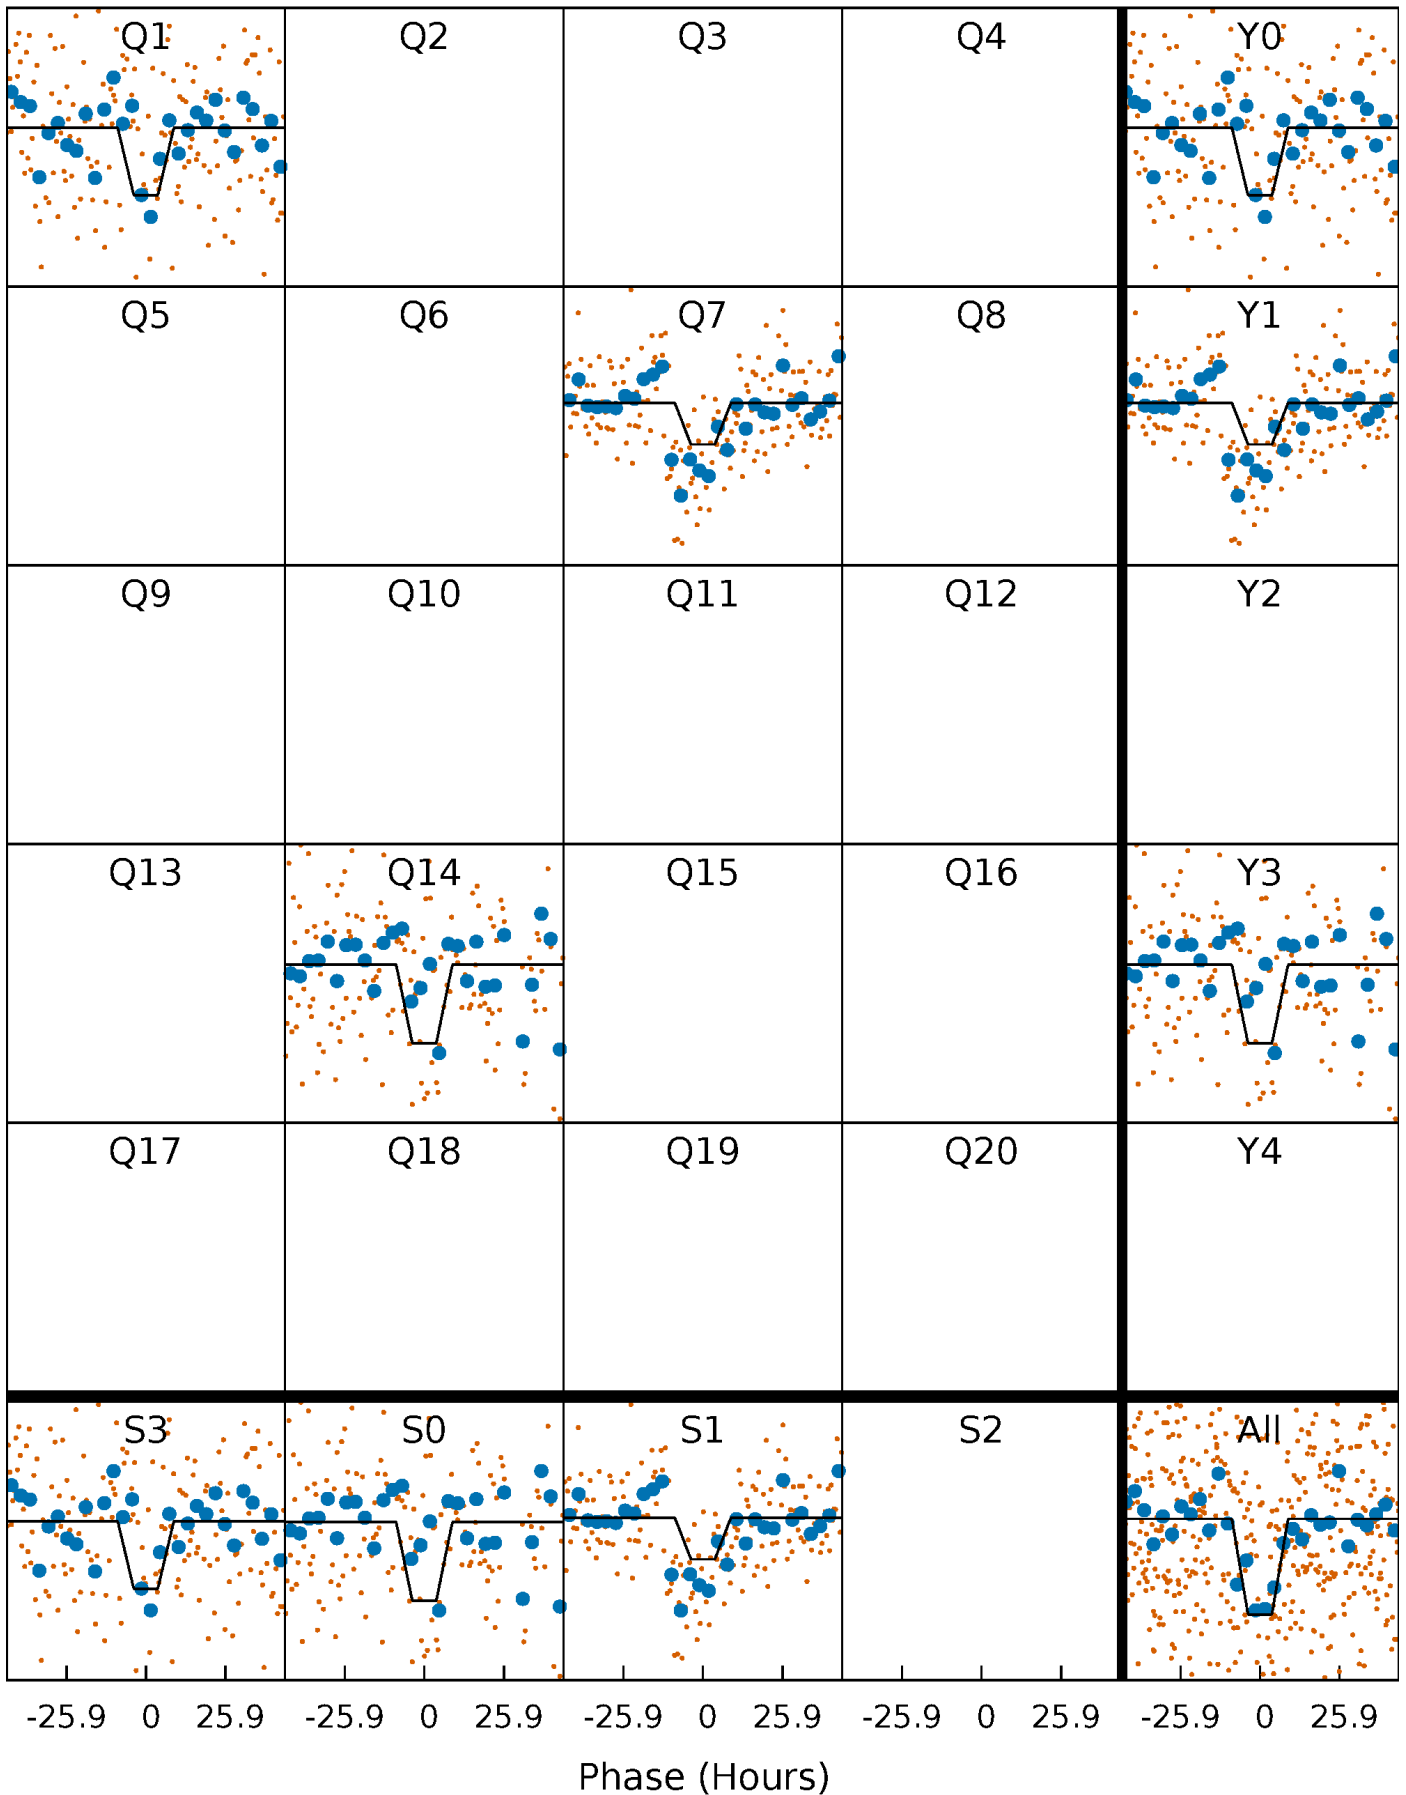 Q1 Q2 Q3 Q4 Y0
Q5 Q6 Q7 Q8 Y1
Q9 Q10 Q11 Q12 Y2
Q13 Q14 Q15 Q16 Y3
Q17 Q18 Q19 Q20 Y4
S3 S0 S1 S2 All
-25.9 0 25.9 -25.9 0 25.9 -25.9 0 25.9 -25.9 0 25.9 -25.9 0 25.9
Phase (Hours)